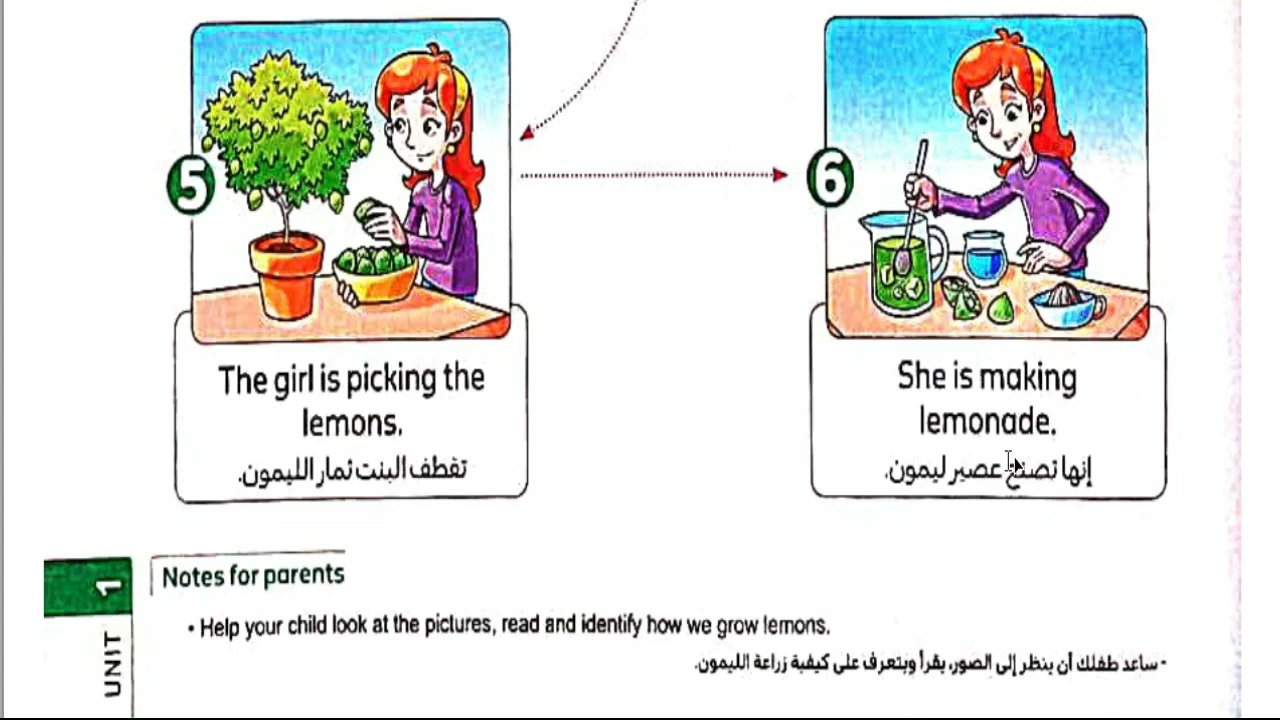 5
The girl is picking the
lemons.
تقطف البنت ثمار الليمون.
6
She is making
lemonade.
إنها تصنع عصير ليمون.
UNIT 1
Notes for parents
• Help your child look at the pictures, read and identify how we grow lemons.
- ساعد طفلك أن ينظر إلى الصور، يقرأ ويتعرف على كيفية زراعة الليمون.